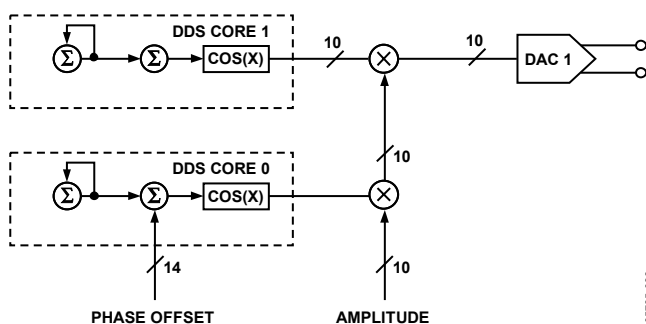 DDS CORE 1
Σ
Σ
COS(X)
10
×
10
DAC 1
10
DDS CORE 0
Σ
Σ
COS(X)
×
14
10
PHASE OFFSET
AMPLITUDE